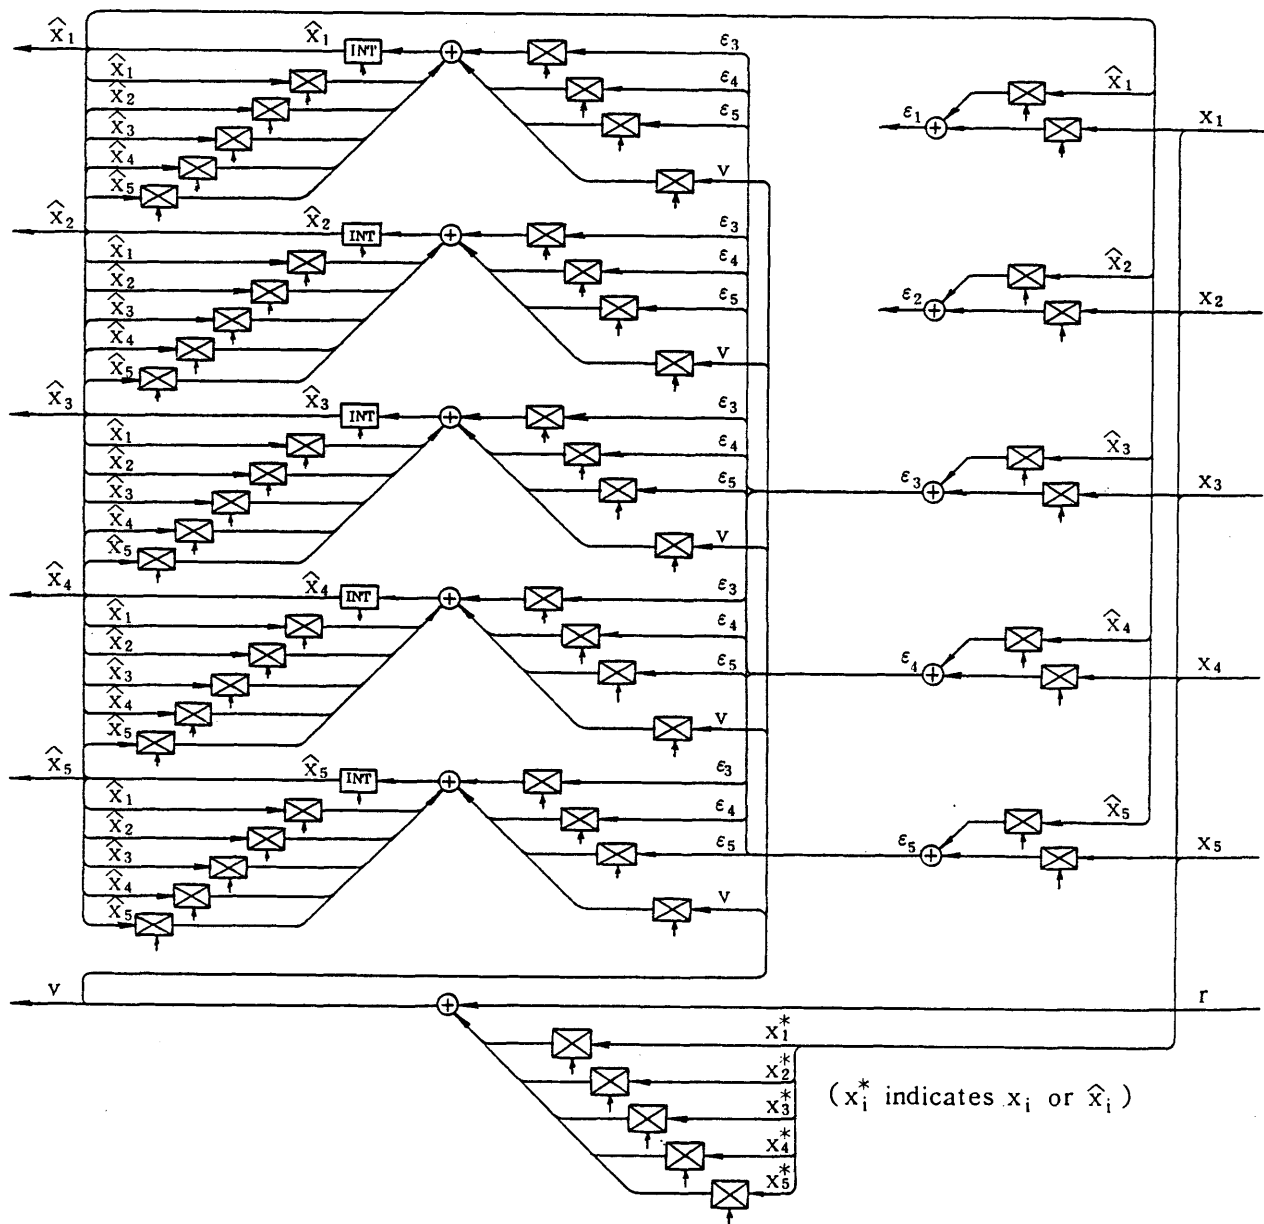 x̂₁ x̂₁ INT ε₃
x̂₁ ε₄ x̂₁
x̂₂ ε₅ ε₁ x₁
x̂₃
x̂₄ v
x̂₅
x̂₂ x̂₂ INT ε₃
x̂₁ ε₄ x̂₂
x̂₂ ε₅ ε₂ x₂
x̂₃
x̂₄ v
x̂₅
x̂₃ x̂₃ INT ε₃
x̂₁ ε₄ x̂₃
x̂₂ ε₅ ε₃ x₃
x̂₃
x̂₄ v
x̂₅
x̂₄ x̂₄ INT ε₃
x̂₁ ε₄ x̂₄
x̂₂ ε₅ ε₄ x₄
x̂₃
x̂₄ v
x̂₅
x̂₅ x̂₅ INT ε₃
x̂₁ ε₄ x̂₅
x̂₂ ε₅ ε₅ x₅
x̂₃
x̂₄ v
x̂₅
v r
x₁*
x₂*
x₃* (x_i* indicates x_i or x̂_i)
x₄*
x₅*